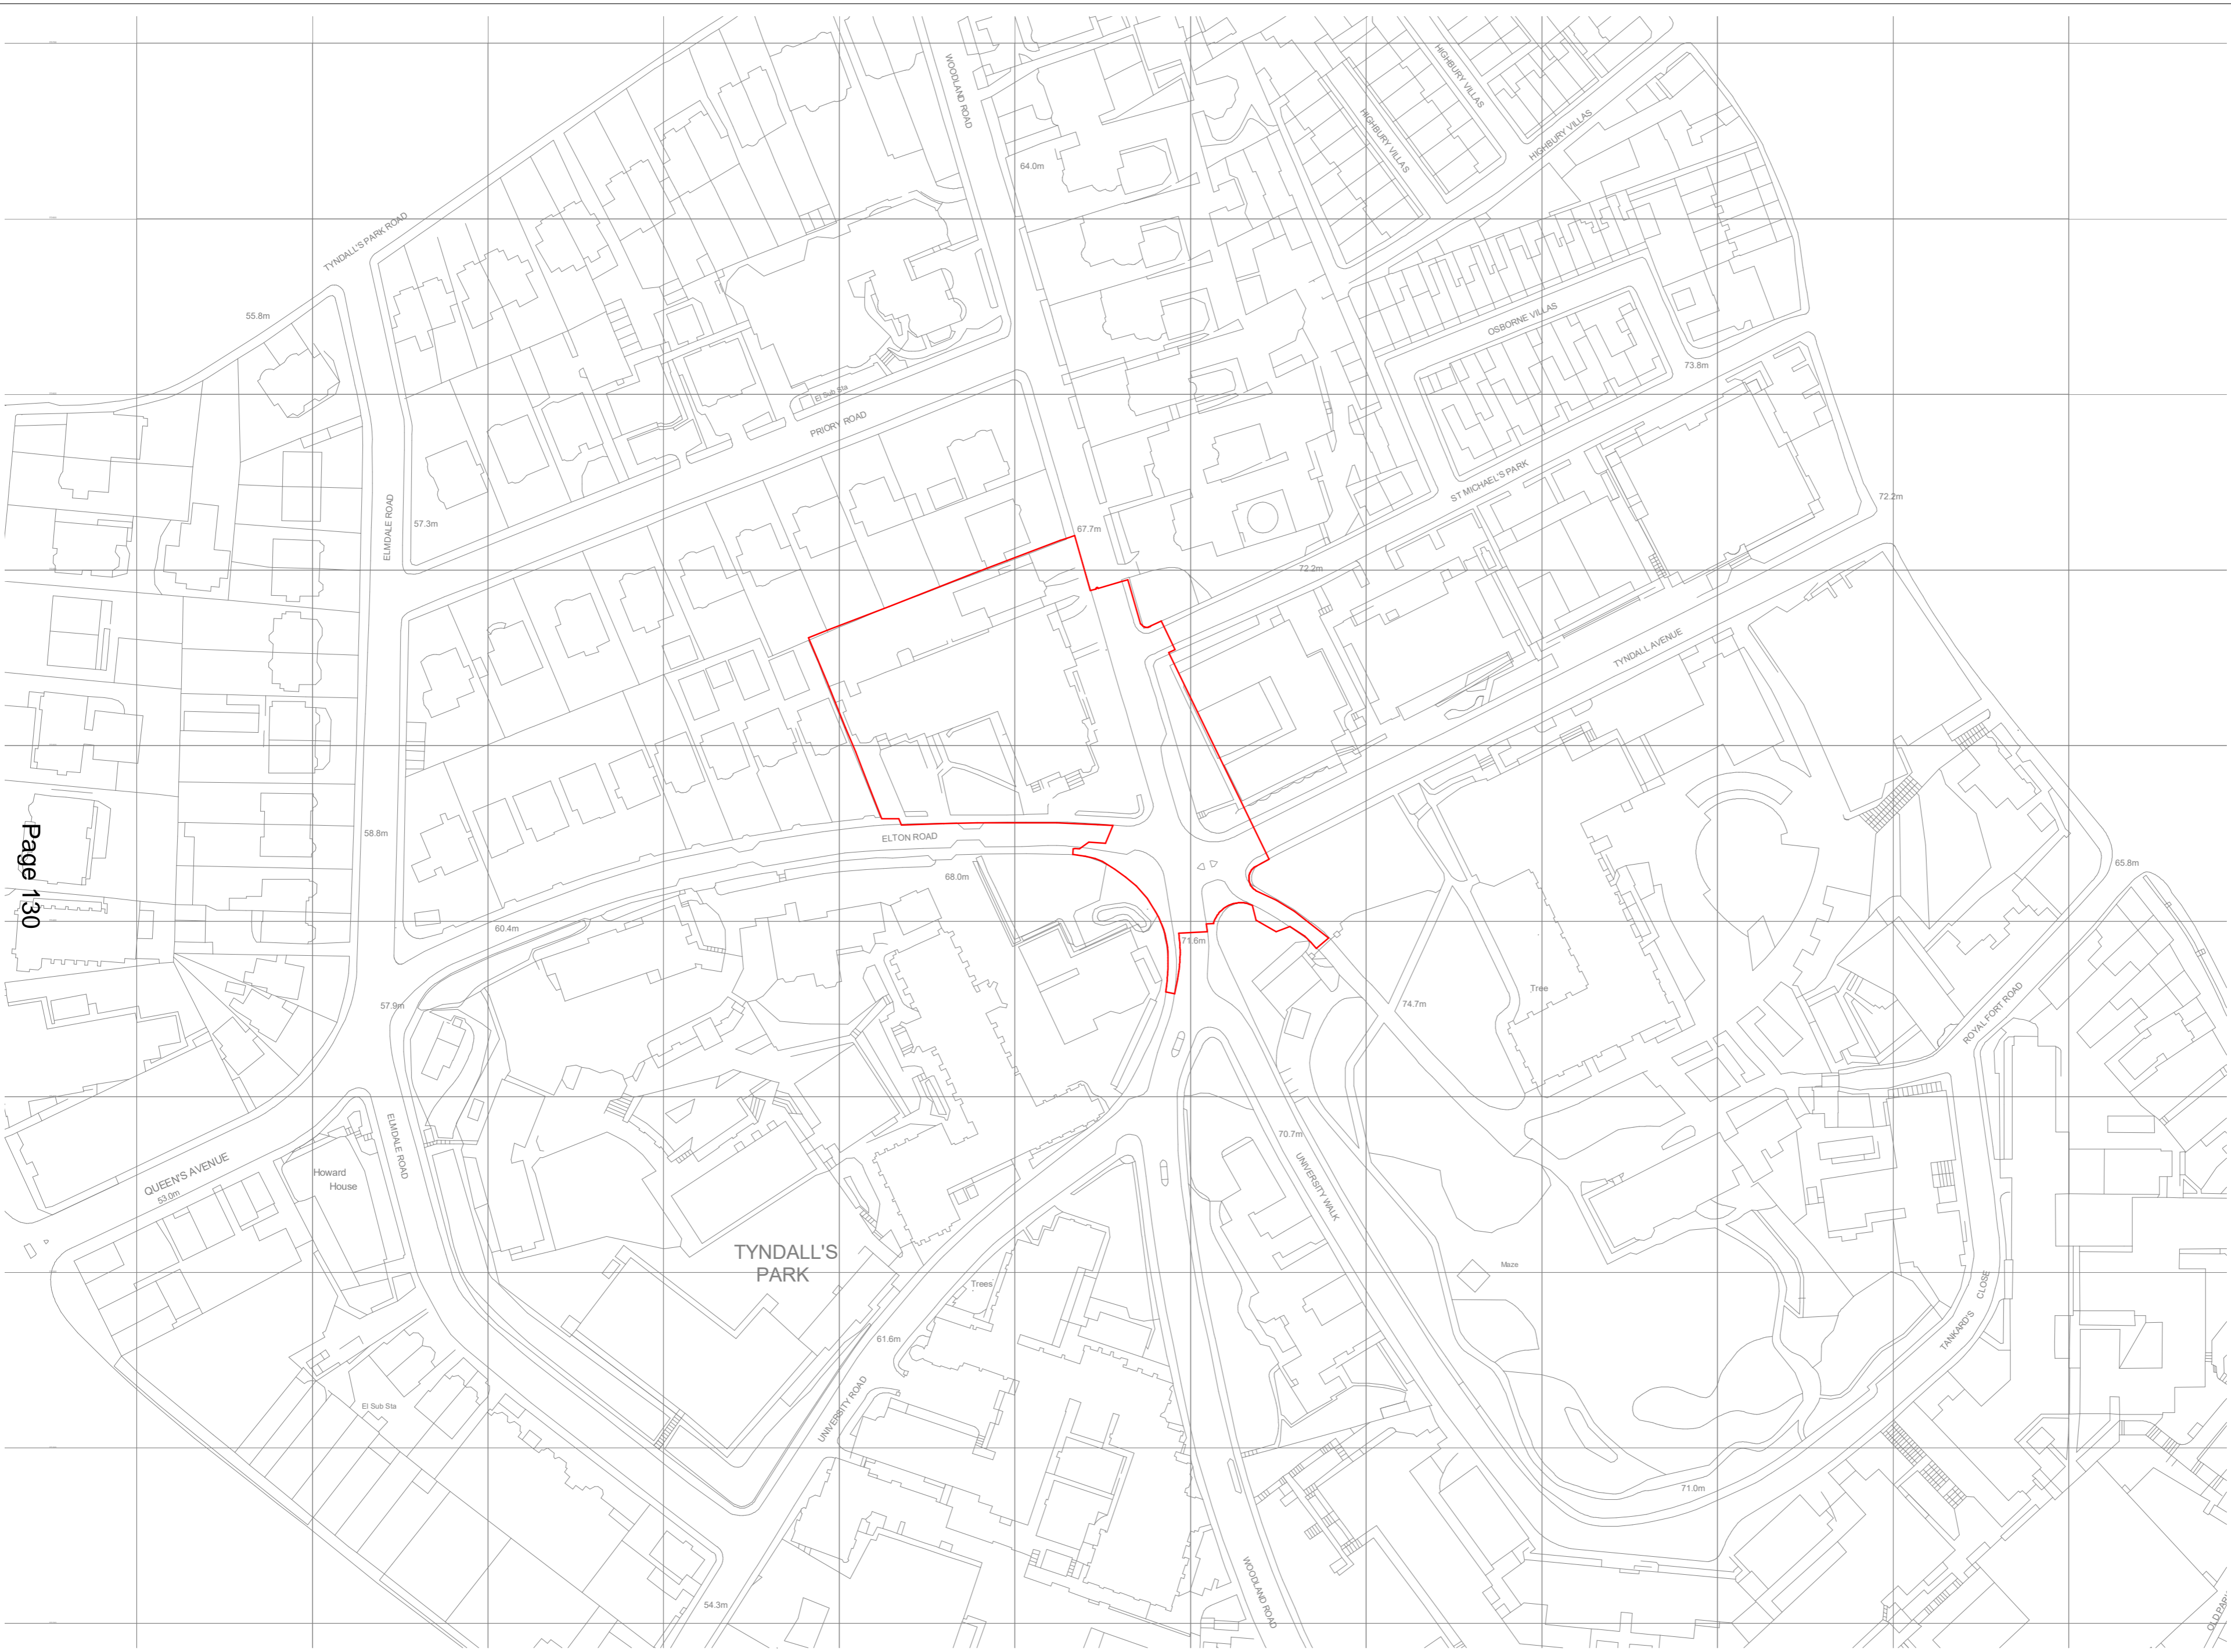 WOODLAND ROAD
HIGHBURY VILLAS
HIGHBURY VILLAS
HIGHBURY VILLAS
64.0m
TYNDALL'S PARK ROAD
55.8m
OSBORNE VILLAS
73.8m
El Sub Sta
PRIORY ROAD
ST MICHAEL'S PARK
72.2m
ELMDALE ROAD
57.3m
67.7m
72.2m
TYNDALL AVENUE
Page 130
58.8m
ELTON ROAD
65.8m
68.0m
60.4m
71.6m
Tree
74.7m
57.9m
ROYAL FORT ROAD
ELMDALE ROAD
70.7m
UNIVERSITY WALK
QUEEN'S AVENUE
53.0m
Howard
House
TYNDALL'S
PARK
Trees
Maze
TANKARD'S CLOSE
61.6m
El Sub Sta
UNIVERSITY ROAD
71.0m
WOODLAND ROAD
54.3m